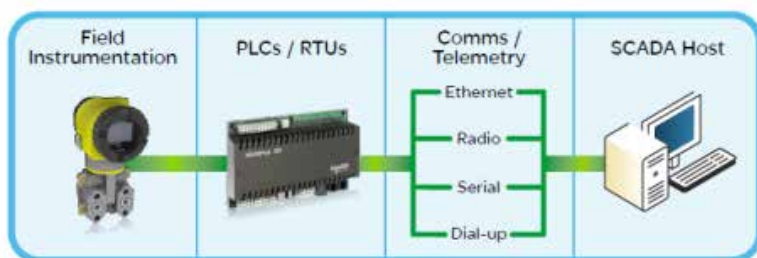 Field
Instrumentation
PLCs / RTUs
Comms /
Telemetry
SCADA Host
Ethernet
Radio
Serial
Dial-up